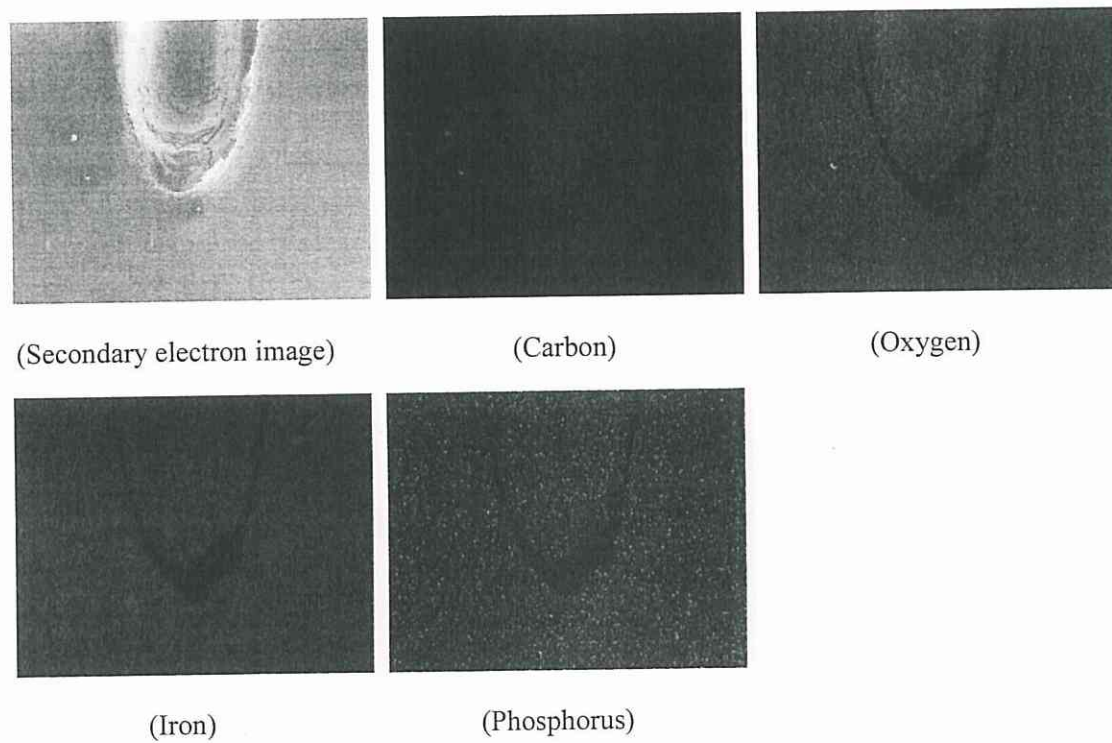 (Secondary electron image)
(Carbon)
(Oxygen)
(Iron)
(Phosphorus)